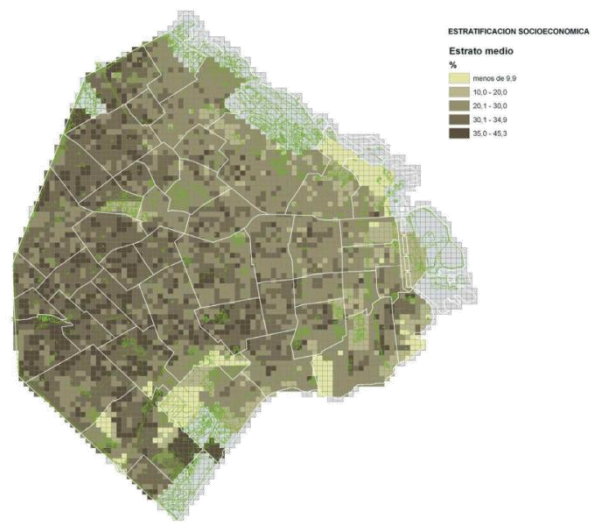 ESTRATIFICACION SOCIOECONOMICA
Estrato medio
%
menos de 9,9
10,0 - 20,0
20,1 - 30,0
30,1 - 34,9
35,0 - 45,3